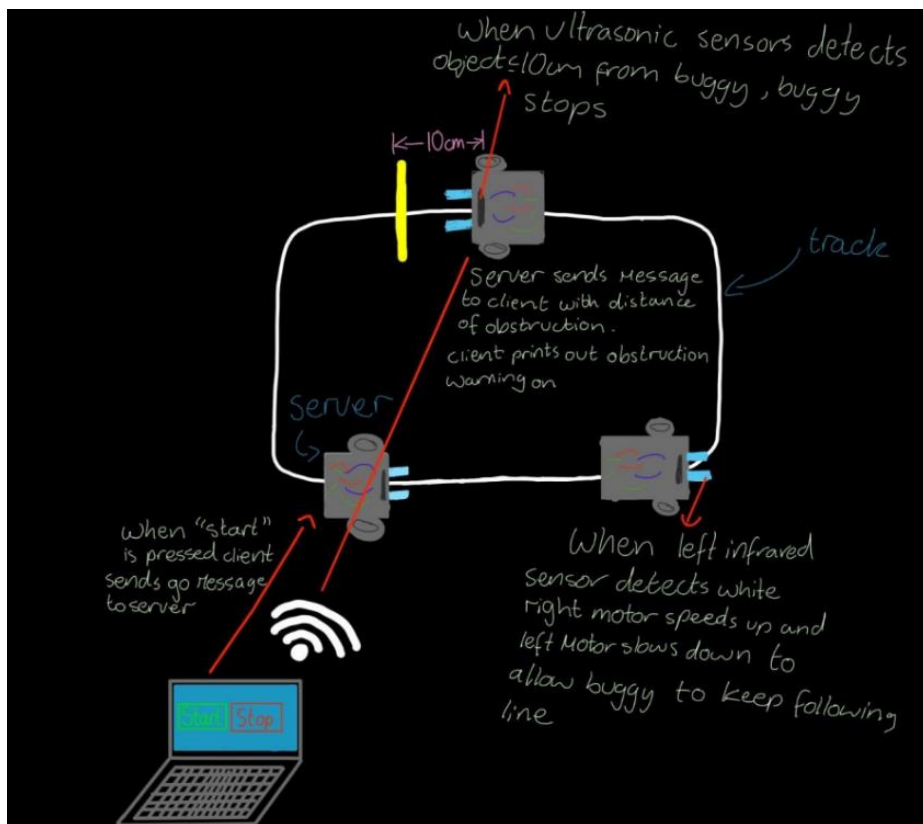 when ultrasonic sensors detects
object≤10cm from buggy, buggy
stops
10cm
track
Server sends message
to client with distance
of obstruction.
client prints out obstruction
warning on
Server
when "start"
is pressed client
sends go Message
to server
When left infrared
sensor detects white
right motor speeds up and
left Motor slows down to
allow buggy to keep following
line
Start Stop